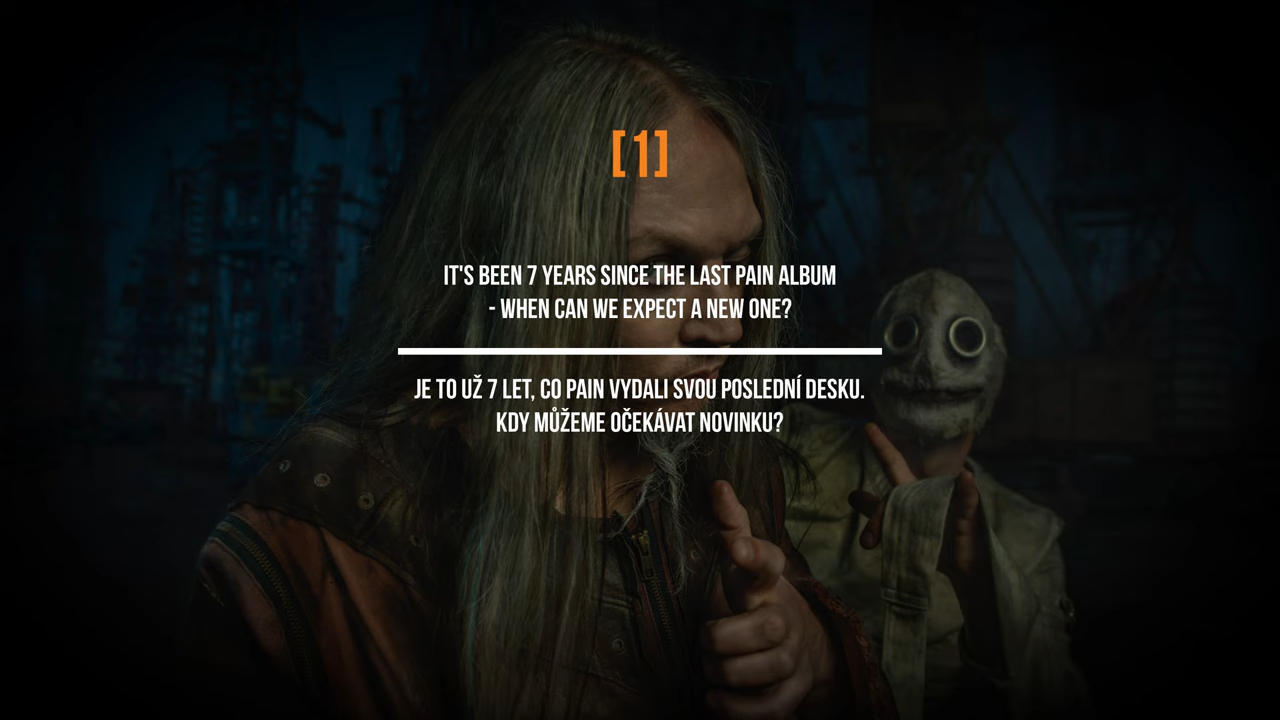 [1]
IT'S BEEN 7 YEARS SINCE THE LAST PAIN ALBUM
- WHEN CAN WE EXPECT A NEW ONE?
JE TO UŽ 7 LET, CO PAIN VYDALI SVOU POSLEDNÍ DESKU.
KDY MŮŽEME OČEKÁVAT NOVINKU?